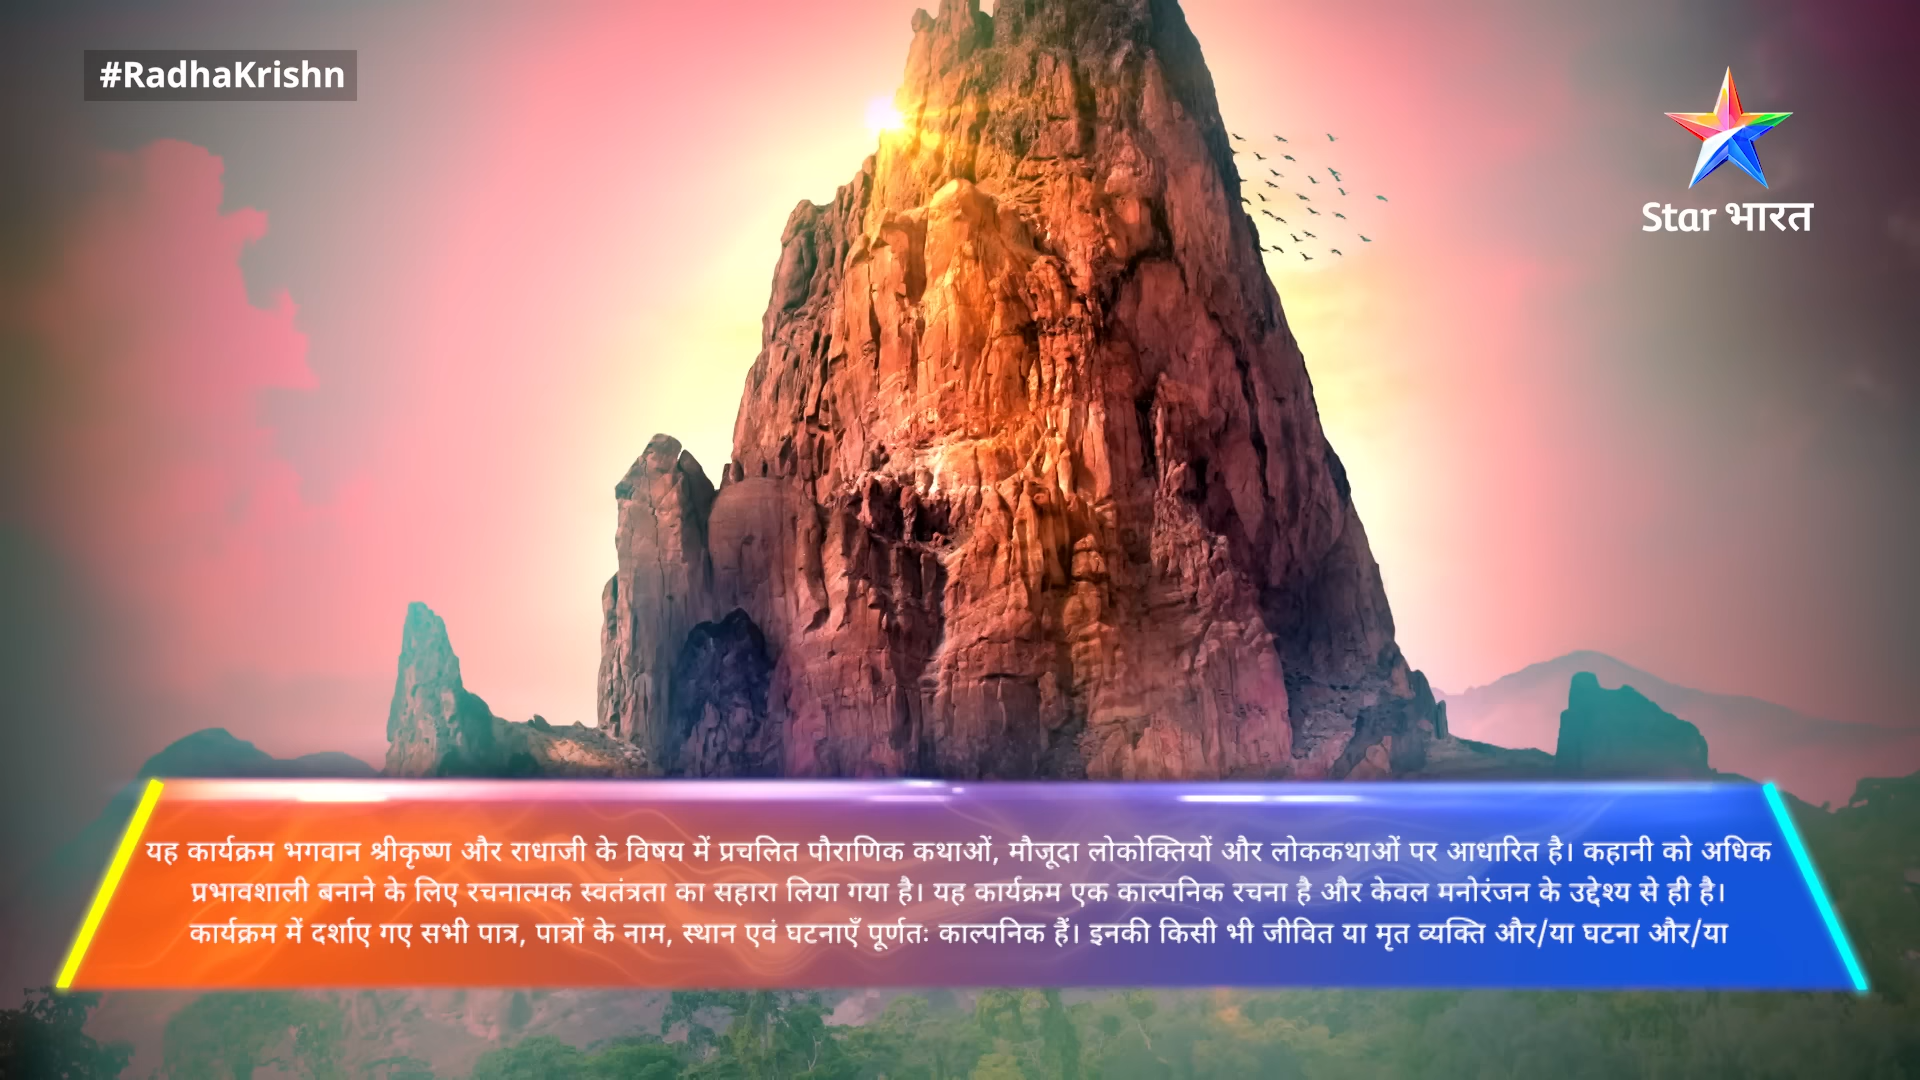 #RadhaKrishn
Star भारत
यह कार्यक्रम भगवान श्रीकृष्ण और राधाजी के विषय में प्रचलित पौराणिक कथाओं, मौजूदा लोकोक्तियों और लोककथाओं पर आधारित है। कहानी को अधिक
प्रभावशाली बनाने के लिए रचनात्मक स्वतंत्रता का सहारा लिया गया है। यह कार्यक्रम एक काल्पनिक रचना है और केवल मनोरंजन के उद्देश्य से ही है।
कार्यक्रम में दर्शाए गए सभी पात्र, पात्रों के नाम, स्थान एवं घटनाएँ पूर्णतः काल्पनिक हैं। इनकी किसी भी जीवित या मृत व्यक्ति और/या घटना और/या